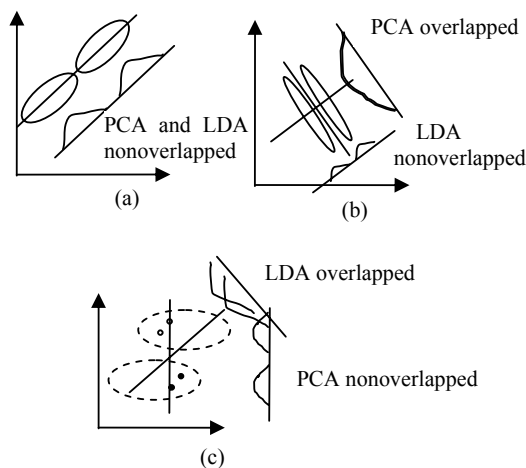 PCA and LDA
nonoverlapped
(a)
PCA overlapped
LDA
nonoverlapped
(b)
LDA overlapped
PCA nonoverlapped
(c)